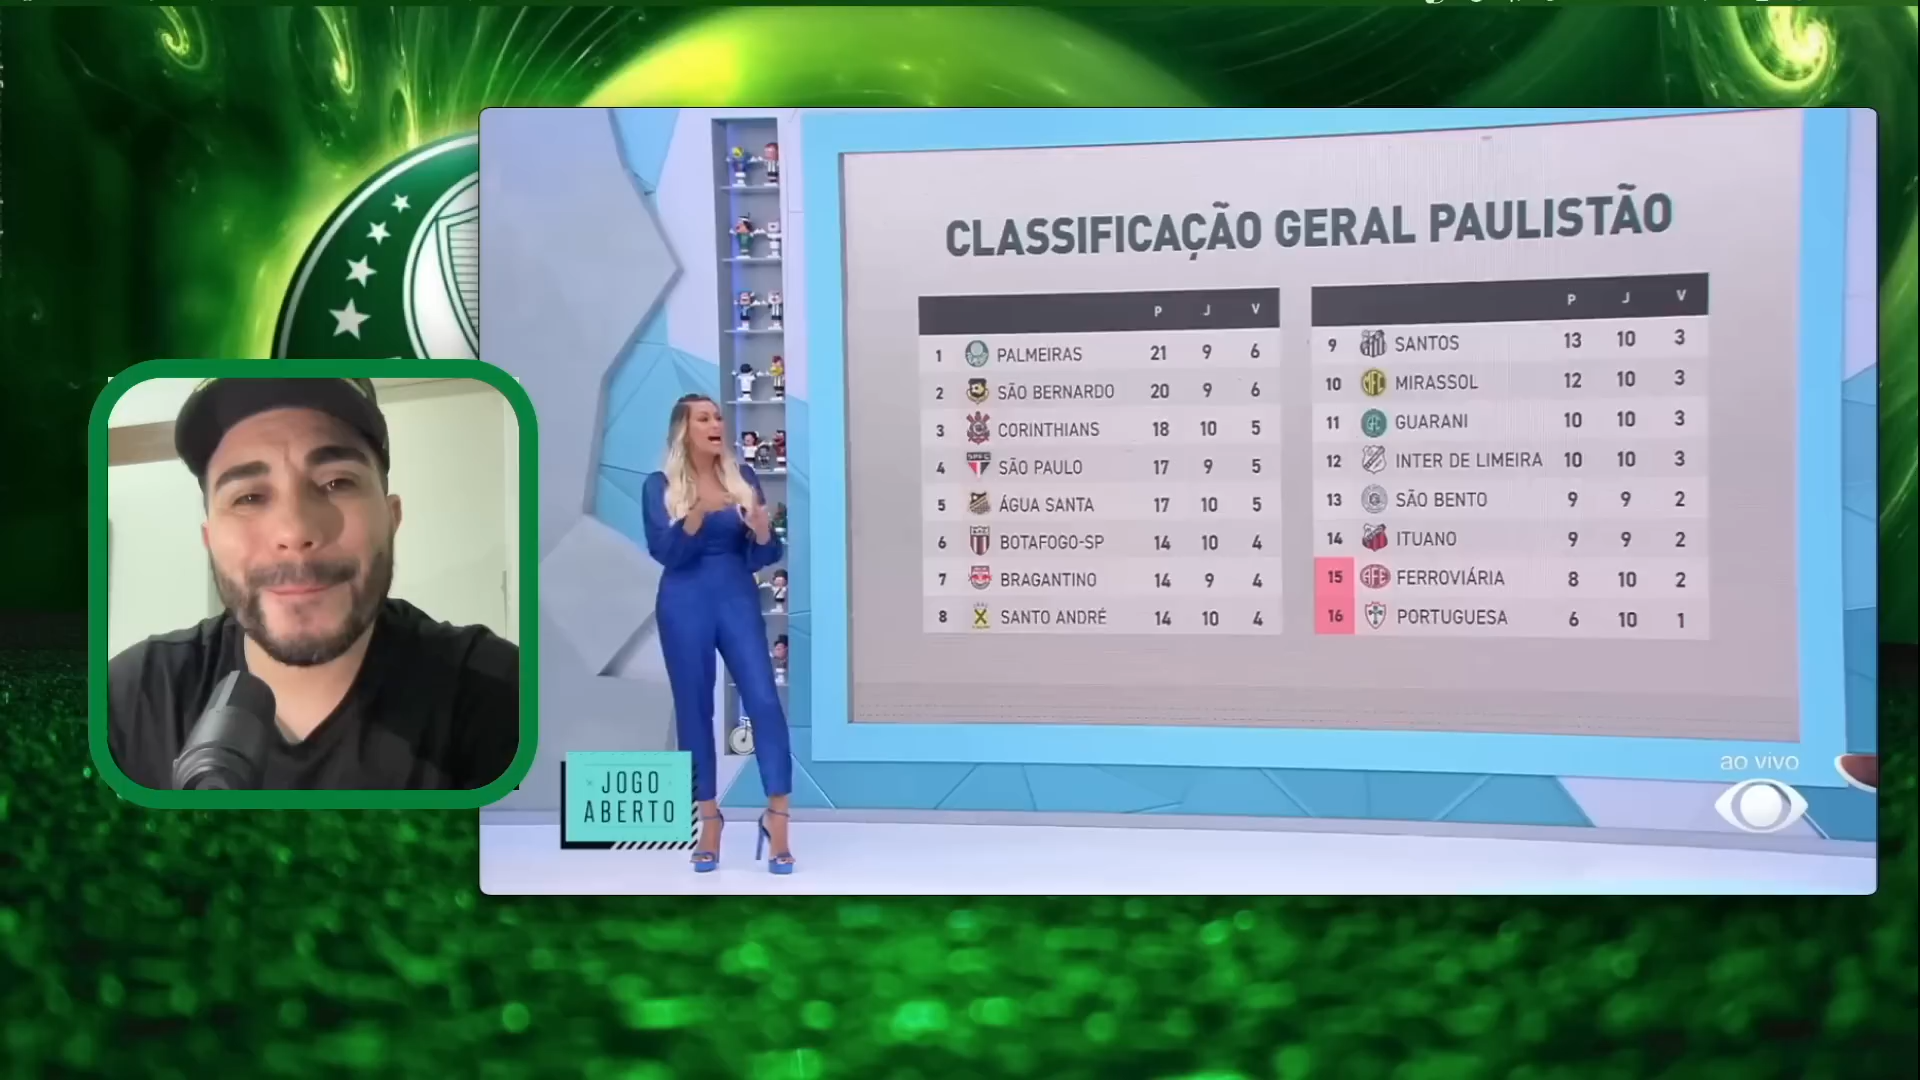 CLASSIFICAÇÃO GERAL PAULISTÃO
P J V
1 PALMEIRAS 21 9 6
2 SÃO BERNARDO 20 9 6
3 CORINTHIANS 18 10 5
4 SÃO PAULO 17 9 5
5 ÁGUA SANTA 17 10 5
6 BOTAFOGO-SP 14 10 4
7 BRAGANTINO 14 9 4
8 SANTO ANDRÉ 14 10 4
P J V
9 SANTOS 13 10 3
10 MIRASSOL 12 10 3
11 GUARANI 10 10 3
12 INTER DE LIMEIRA 10 10 3
13 SÃO BENTO 9 9 2
14 ITUANO 9 9 2
15 FERROVIÁRIA 8 10 2
16 PORTUGUESA 6 10 1
JOGO
ABERTO
ao vivo